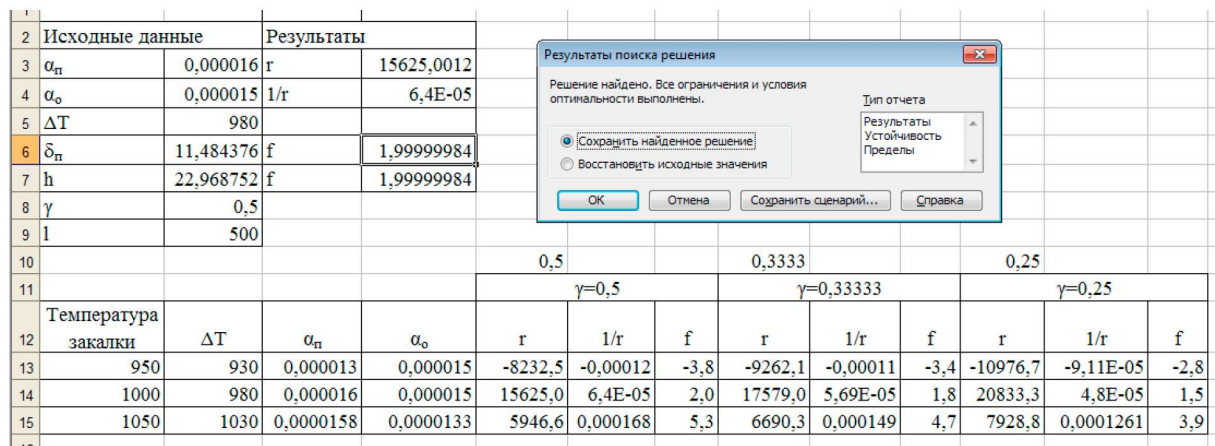 2 Исходные данные Результаты
3 αп 0,000016 r 15625,0012
4 αо 0,000015 1/r 6,4E-05
5 ΔT 980
6 δп 11,484376 f 1,99999984
7 h 22,968752 f 1,99999984
8 γ 0,5
9 l 500
Результаты поиска решения
Решение найдено. Все ограничения и условия
оптимальности выполнены.
Тип отчета
Результаты
Устойчивость
Пределы
Сохранить найденное решение
Восстановить исходные значения
ОК Отмена Сохранить сценарий... Справка
10 0,5 0,3333 0,25
11 γ=0,5 γ=0,33333 γ=0,25
Температура
12 закалки ΔT αп αо r 1/r f r 1/r f r 1/r f
13 950 930 0,000013 0,000015 -8232,5 -0,00012 -3,8 -9262,1 -0,00011 -3,4 -10976,7 -9,11E-05 -2,8
14 1000 980 0,000016 0,000015 15625,0 6,4E-05 2,0 17579,0 5,69E-05 1,8 20833,3 4,8E-05 1,5
15 1050 1030 0,0000158 0,0000133 5946,6 0,000168 5,3 6690,3 0,000149 4,7 7928,8 0,0001261 3,9